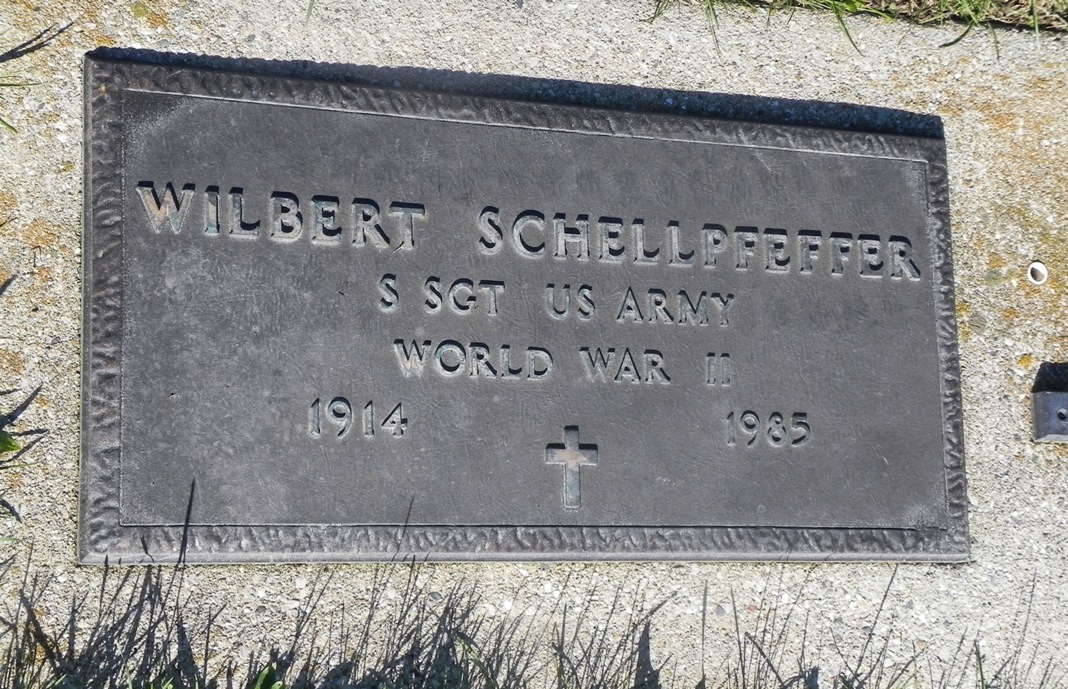 WILBERT SCHELLPFEFFER
S SGT US ARMY
WORLD WAR II
1914 1985